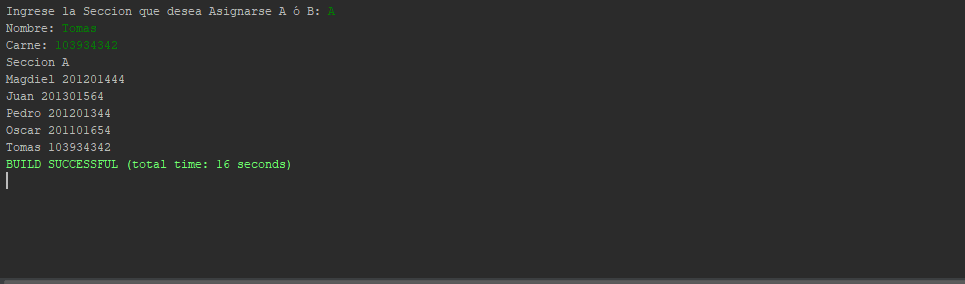 Ingrese la Seccion que desea Asignarse A ó B: A
Nombre: Tomas
Carne: 103934342
Seccion A
Magdiel 201201444
Juan 201301564
Pedro 201201344
Oscar 201101654
Tomas 103934342
BUILD SUCCESSFUL (total time: 16 seconds)